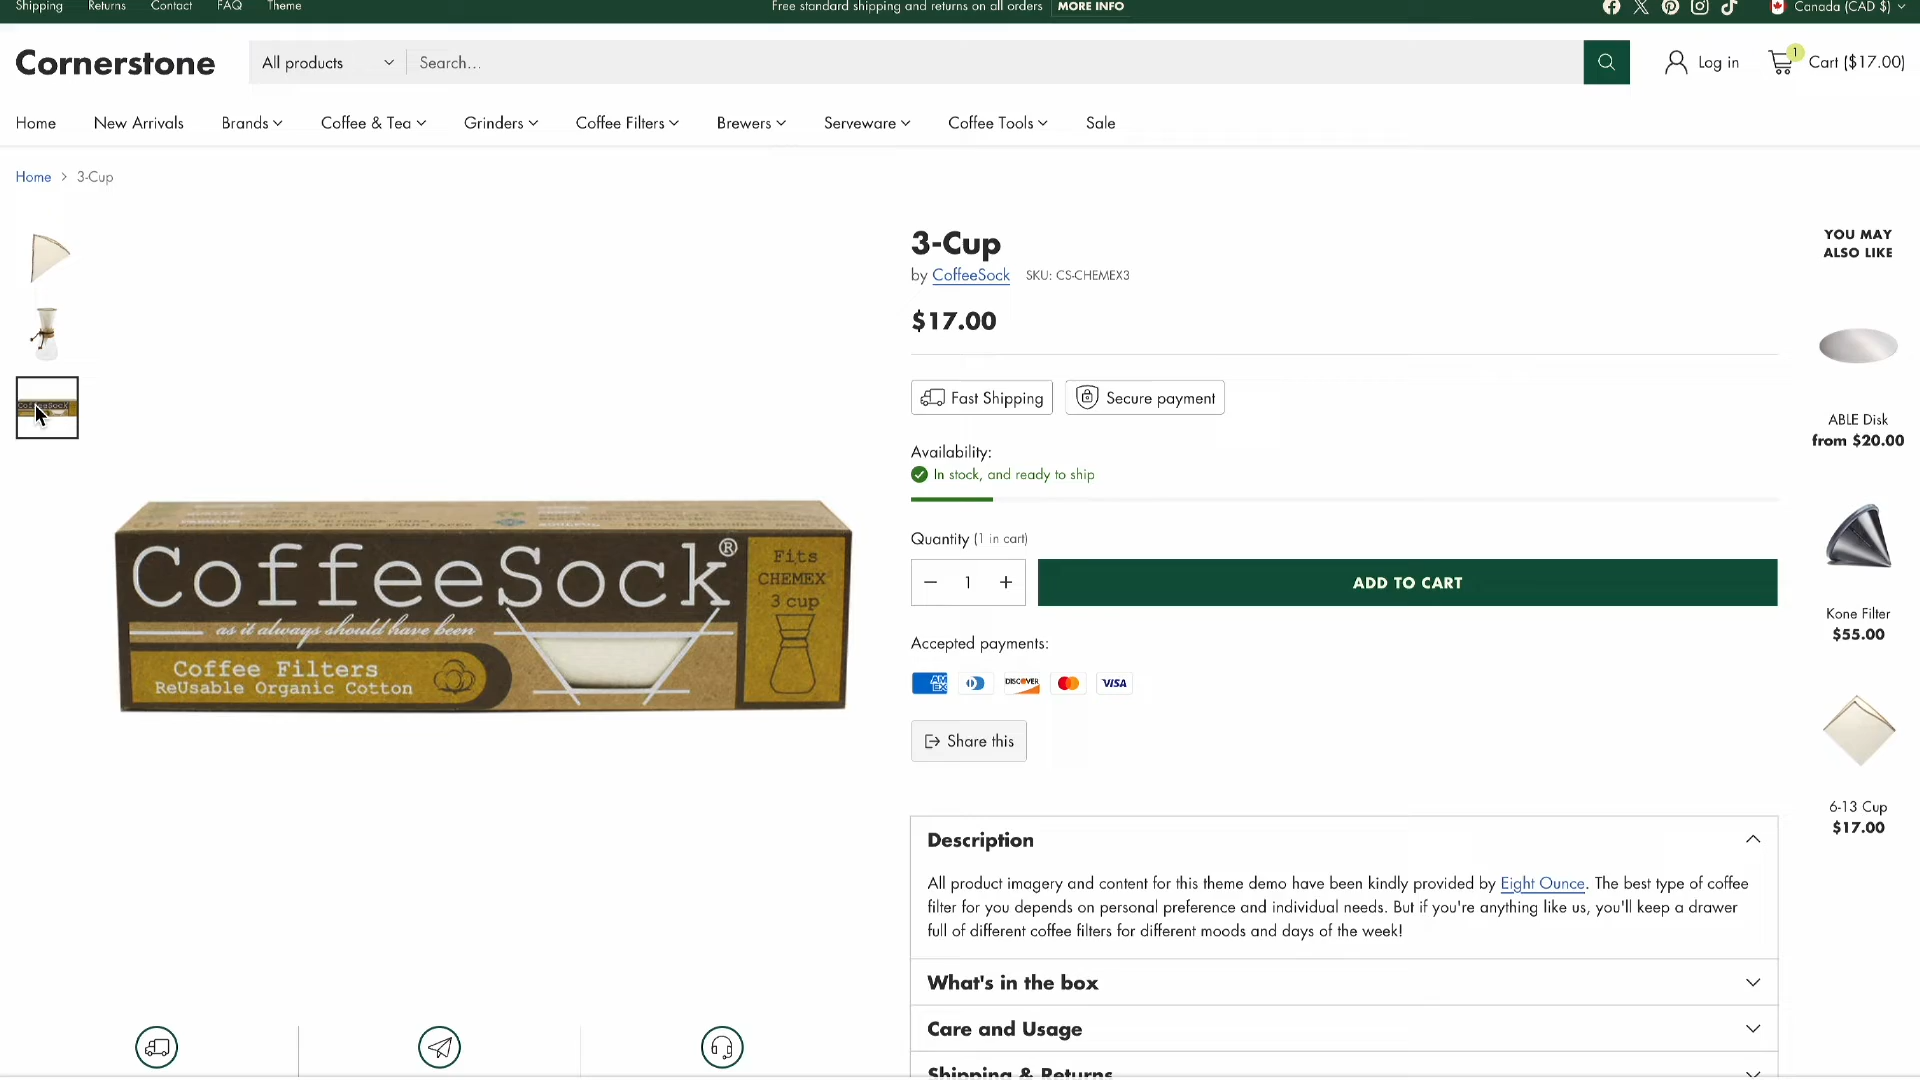 Shipping Returns Contact FAQ Theme
Free standard shipping and returns on all orders MORE INFO
Canada (CAD $)
Cornerstone
All products
Search...
Log in
1
Cart ($17.00)
Home New Arrivals Brands Coffee & Tea Grinders Coffee Filters Brewers Serveware Coffee Tools Sale
Home > 3-Cup
CoffeeSock®
as it always should have been
Coffee Filters
ReUsable Organic Cotton
Fits
CHEMEX
3 cup
3-Cup
by CoffeeSock SKU: CS-CHEMEX3
$17.00
Fast Shipping Secure payment
Availability:
In stock, and ready to ship
Quantity (1 in cart)
− 1 +
ADD TO CART
Accepted payments:
AM EX DISCOVER VISA
Share this
Description
All product imagery and content for this theme demo have been kindly provided by Eight Ounce. The best type of coffee
filter for you depends on personal preference and individual needs. But if you're anything like us, you'll keep a drawer
full of different coffee filters for different moods and days of the week!
What's in the box
Care and Usage
Shipping & Returns
YOU MAY
ALSO LIKE
ABLE Disk
from $20.00
Kone Filter
$55.00
6-13 Cup
$17.00